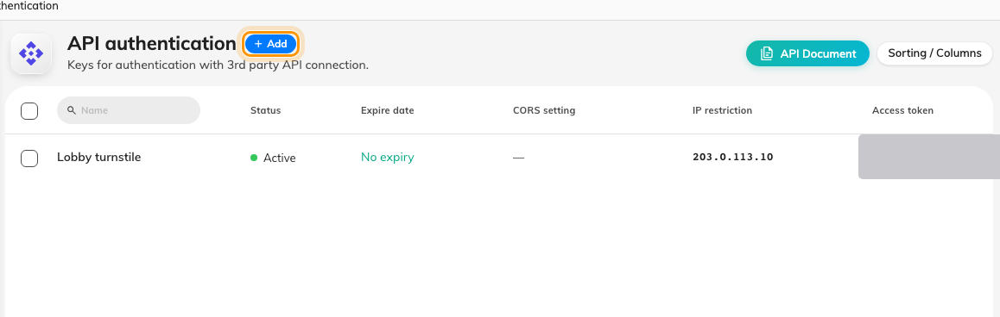 thentication
API authentication
+ Add
Keys for authentication with 3rd party API connection.
API Document
Sorting / Columns
Name
Status
Expire date
CORS setting
IP restriction
Access token
Lobby turnstile
Active
No expiry
—
203.0.113.10